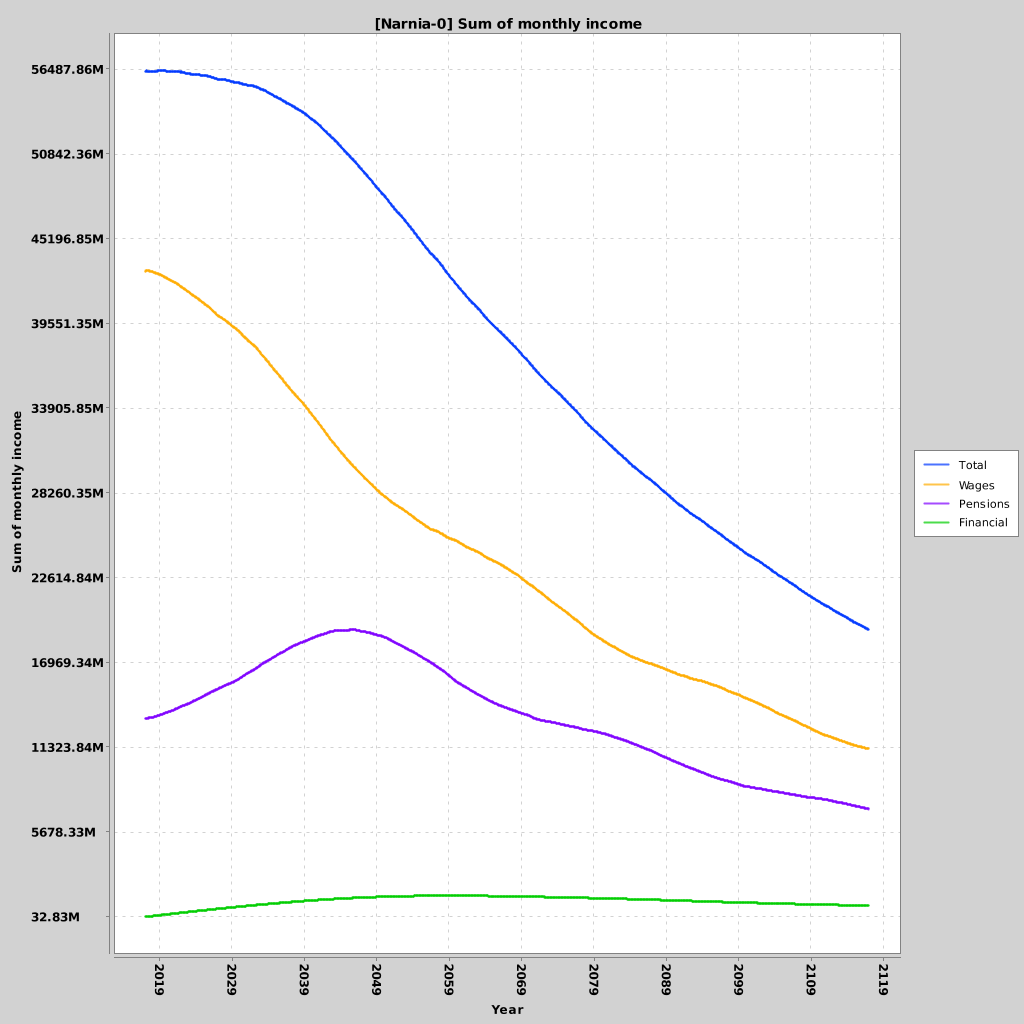 [Narnia-0] Sum of monthly income
56487.86M
50842.36M
45196.85M
39551.35M
33905.85M
28260.35M
22614.84M
16969.34M
11323.84M
5678.33M
32.83M
Sum of monthly income
2019
2029
2039
2049
2059
2069
2079
2089
2099
2109
2119
Year
Total
Wages
Pensions
Financial